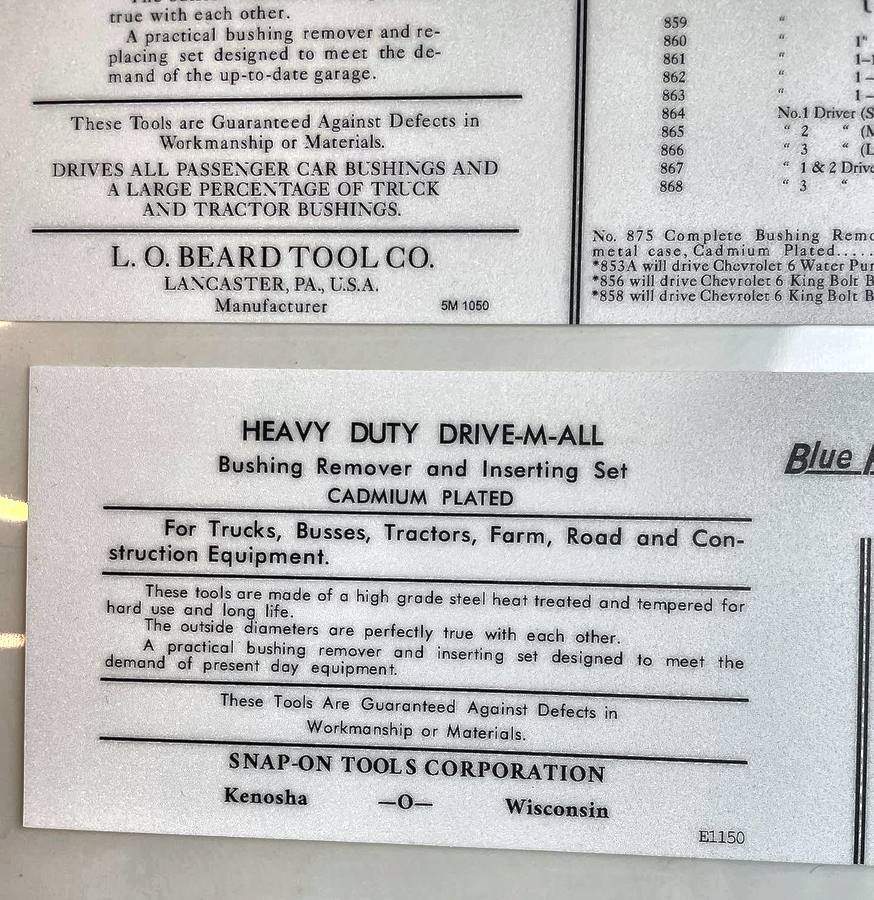 true with each other.
A practical bushing remover and re-
placing set designed to meet the de-
mand of the up-to-date garage.
These Tools are Guaranteed Against Defects in
Workmanship or Materials.
DRIVES ALL PASSENGER CAR BUSHINGS AND
A LARGE PERCENTAGE OF TRUCK
AND TRACTOR BUSHINGS.
L. O. BEARD TOOL CO.
LANCASTER, PA., U.S.A.
Manufacturer 5M 1050
859 "
860 " 1"
861 "
862 "
863 "
864 No.1 Driver
865 " 2 "
866 " 3 "
867 " 1 & 2
868 " 3 "
No. 875 Complete Bushing
metal case, Cadmium Plated.....
*853A will drive Chevrolet 6 Water
*856 will drive Chevrolet 6 King Bolt
*858 will drive Chevrolet 6 King Bolt
HEAVY DUTY DRIVE-M-ALL
Bushing Remover and Inserting Set
CADMIUM PLATED
For Trucks, Busses, Tractors, Farm, Road and Con-
struction Equipment.
These tools are made of a high grade steel heat treated and tempered for
hard use and long life.
The outside diameters are perfectly true with each other.
A practical bushing remover and inserting set designed to meet the
demand of present day equipment.
These Tools Are Guaranteed Against Defects in
Workmanship or Materials.
SNAP-ON TOOLS CORPORATION
Kenosha —O— Wisconsin
E1150
Blue